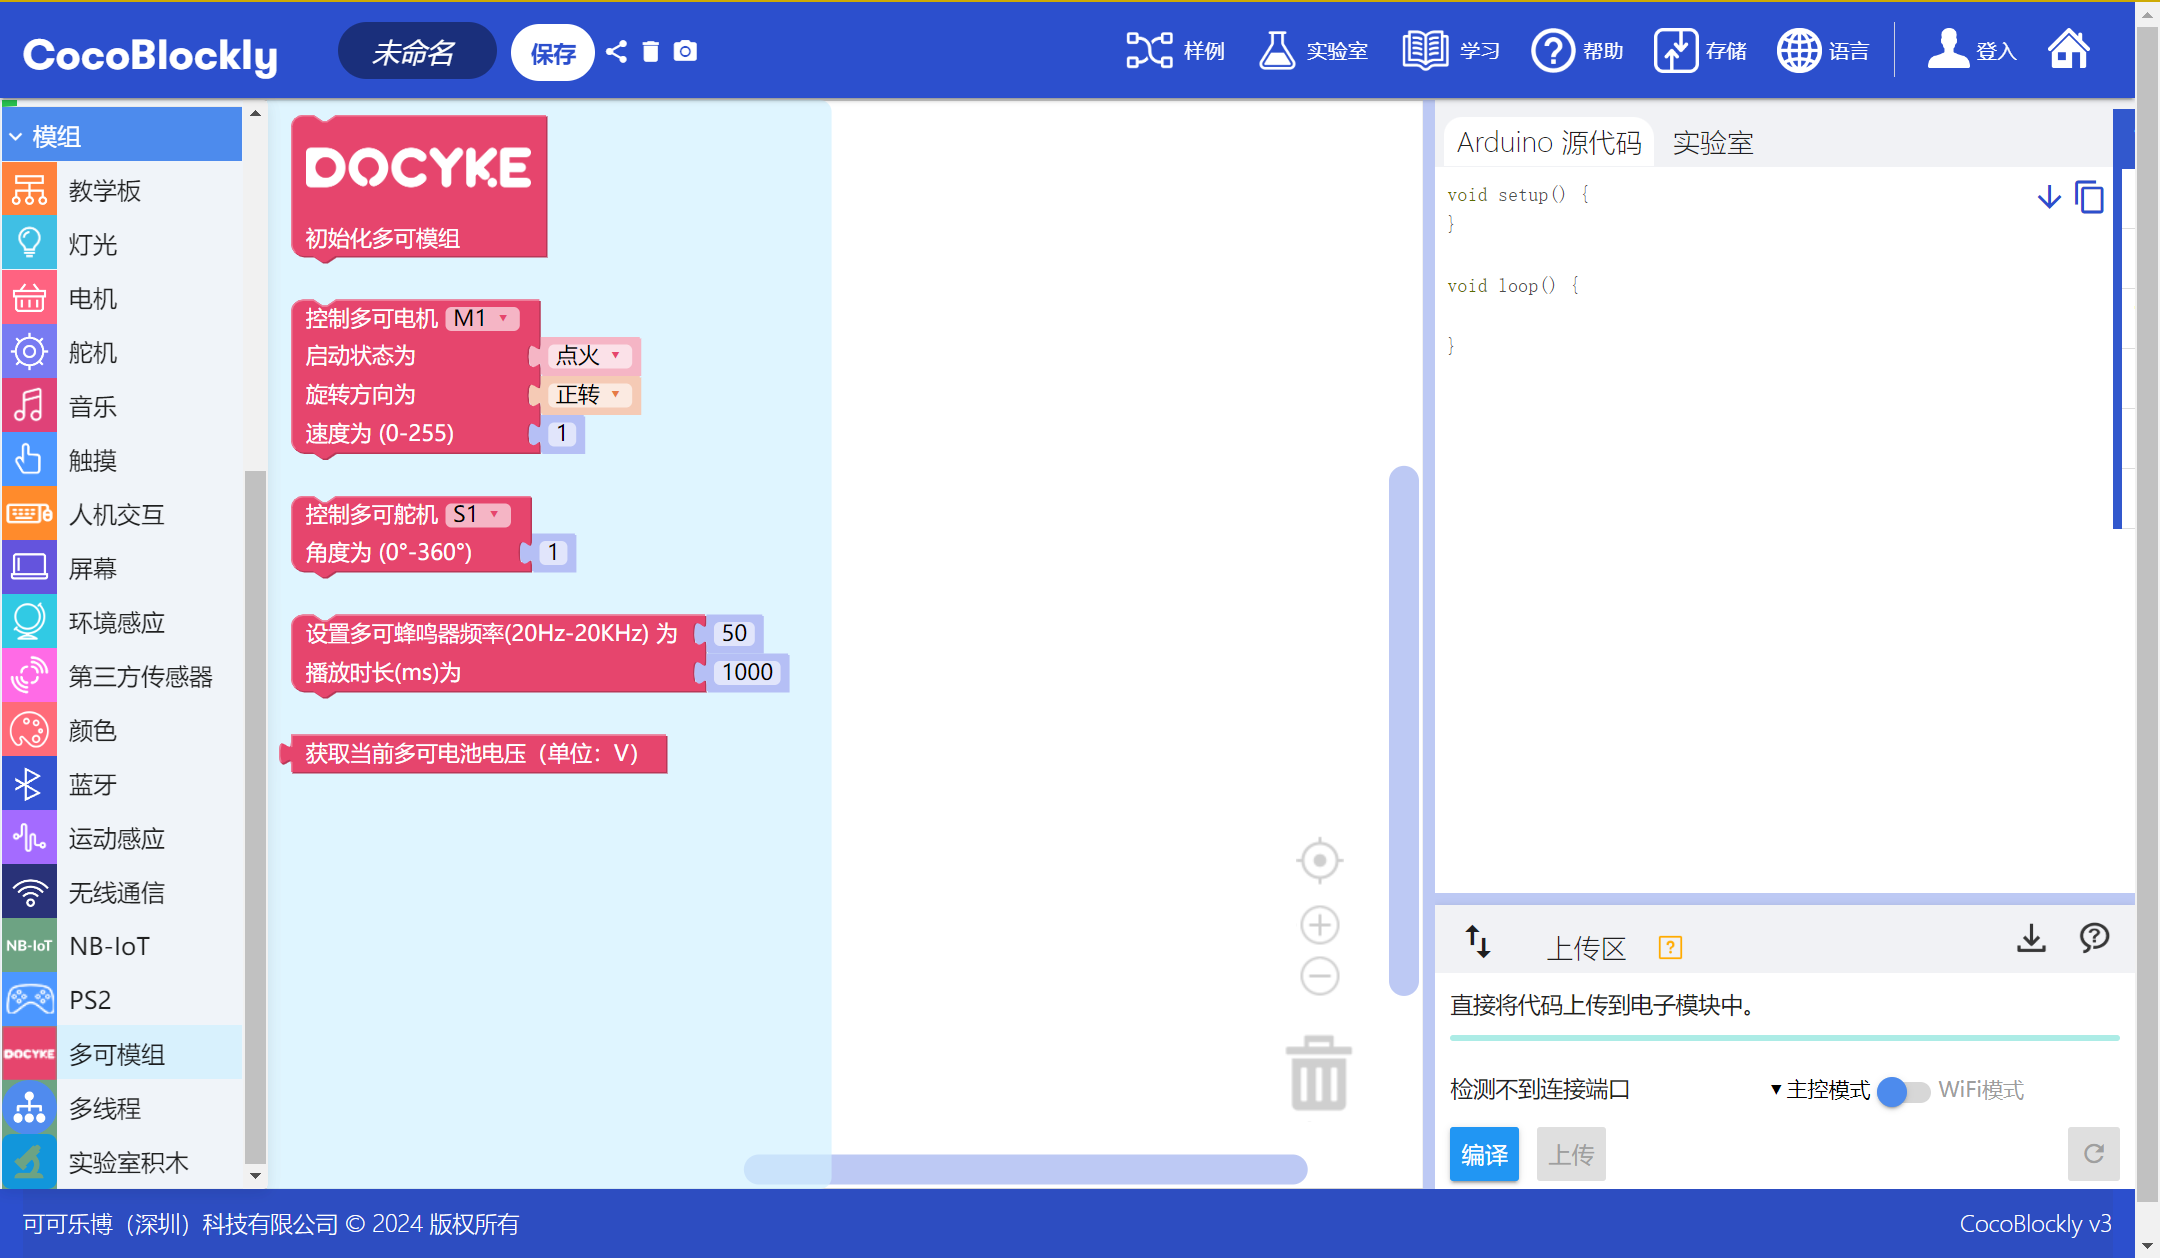 CocoBlockly
未命名
保存
样例
实验室
学习
帮助
存储
语言
登入
模组
教学板
灯光
电机
舵机
音乐
触摸
人机交互
屏幕
环境感应
第三方传感器
颜色
蓝牙
运动感应
无线通信
NB-IoT NB-IoT
PS2
DOCYKE 多可模组
多线程
实验室积木
DOCYKE
初始化多可模组
控制多可电机 M1
启动状态为 点火
旋转方向为 正转
速度为 (0-255) 1
控制多可舵机 S1
角度为 (0°-360°) 1
设置多可蜂鸣器频率(20Hz-20KHz) 为 50
播放时长(ms)为 1000
获取当前多可电池电压（单位：V）
Arduino 源代码 实验室
void setup() {
}
void loop() {
}
上传区
直接将代码上传到电子模块中。
检测不到连接端口
主控模式 WiFi模式
编译 上传
可可乐博（深圳）科技有限公司 © 2024 版权所有
CocoBlockly v3